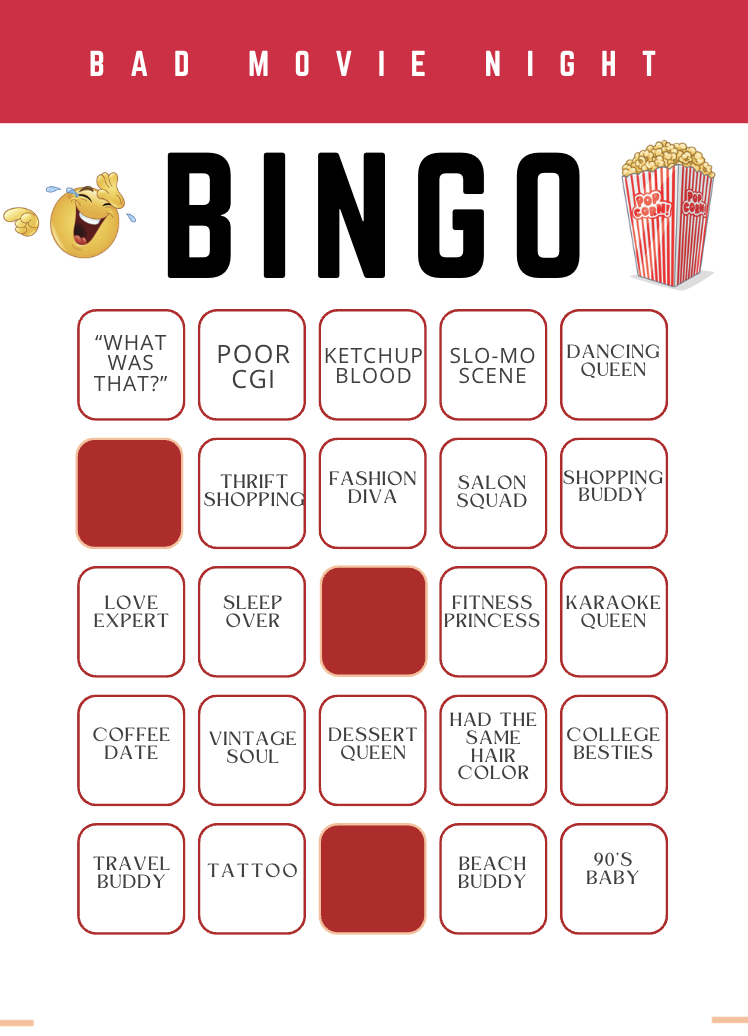 BAD MOVIE NIGHT
BINGO
POP
CORN!
POP
CORN!
“WHAT
WAS
THAT?”
POOR
CGI
KETCHUP
BLOOD
SLO-MO
SCENE
DANCING
QUEEN
THRIFT
SHOPPING
FASHION
DIVA
SALON
SQUAD
SHOPPING
BUDDY
LOVE
EXPERT
SLEEP
OVER
FITNESS
PRINCESS
KARAOKE
QUEEN
COFFEE
DATE
VINTAGE
SOUL
DESSERT
QUEEN
HAD THE
SAME
HAIR
COLOR
COLLEGE
BESTIES
TRAVEL
BUDDY
TATTOO
BEACH
BUDDY
90'S
BABY